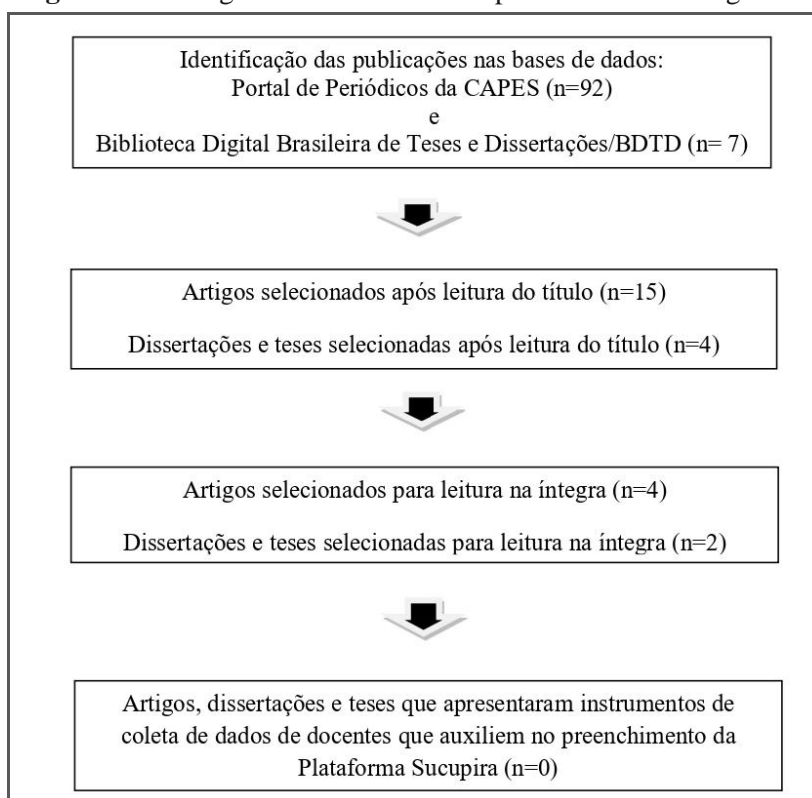 Identificação das publicações nas bases de dados:
Portal de Periódicos da CAPES (n=92)
e
Biblioteca Digital Brasileira de Teses e Dissertações/BDTD (n= 7)
Artigos selecionados após leitura do título (n=15)
Dissertações e teses selecionadas após leitura do título (n=4)
Artigos selecionados para leitura na íntegra (n=4)
Dissertações e teses selecionadas para leitura na íntegra (n=2)
Artigos, dissertações e teses que apresentaram instrumentos de
coleta de dados de docentes que auxiliem no preenchimento da
Plataforma Sucupira (n=0)